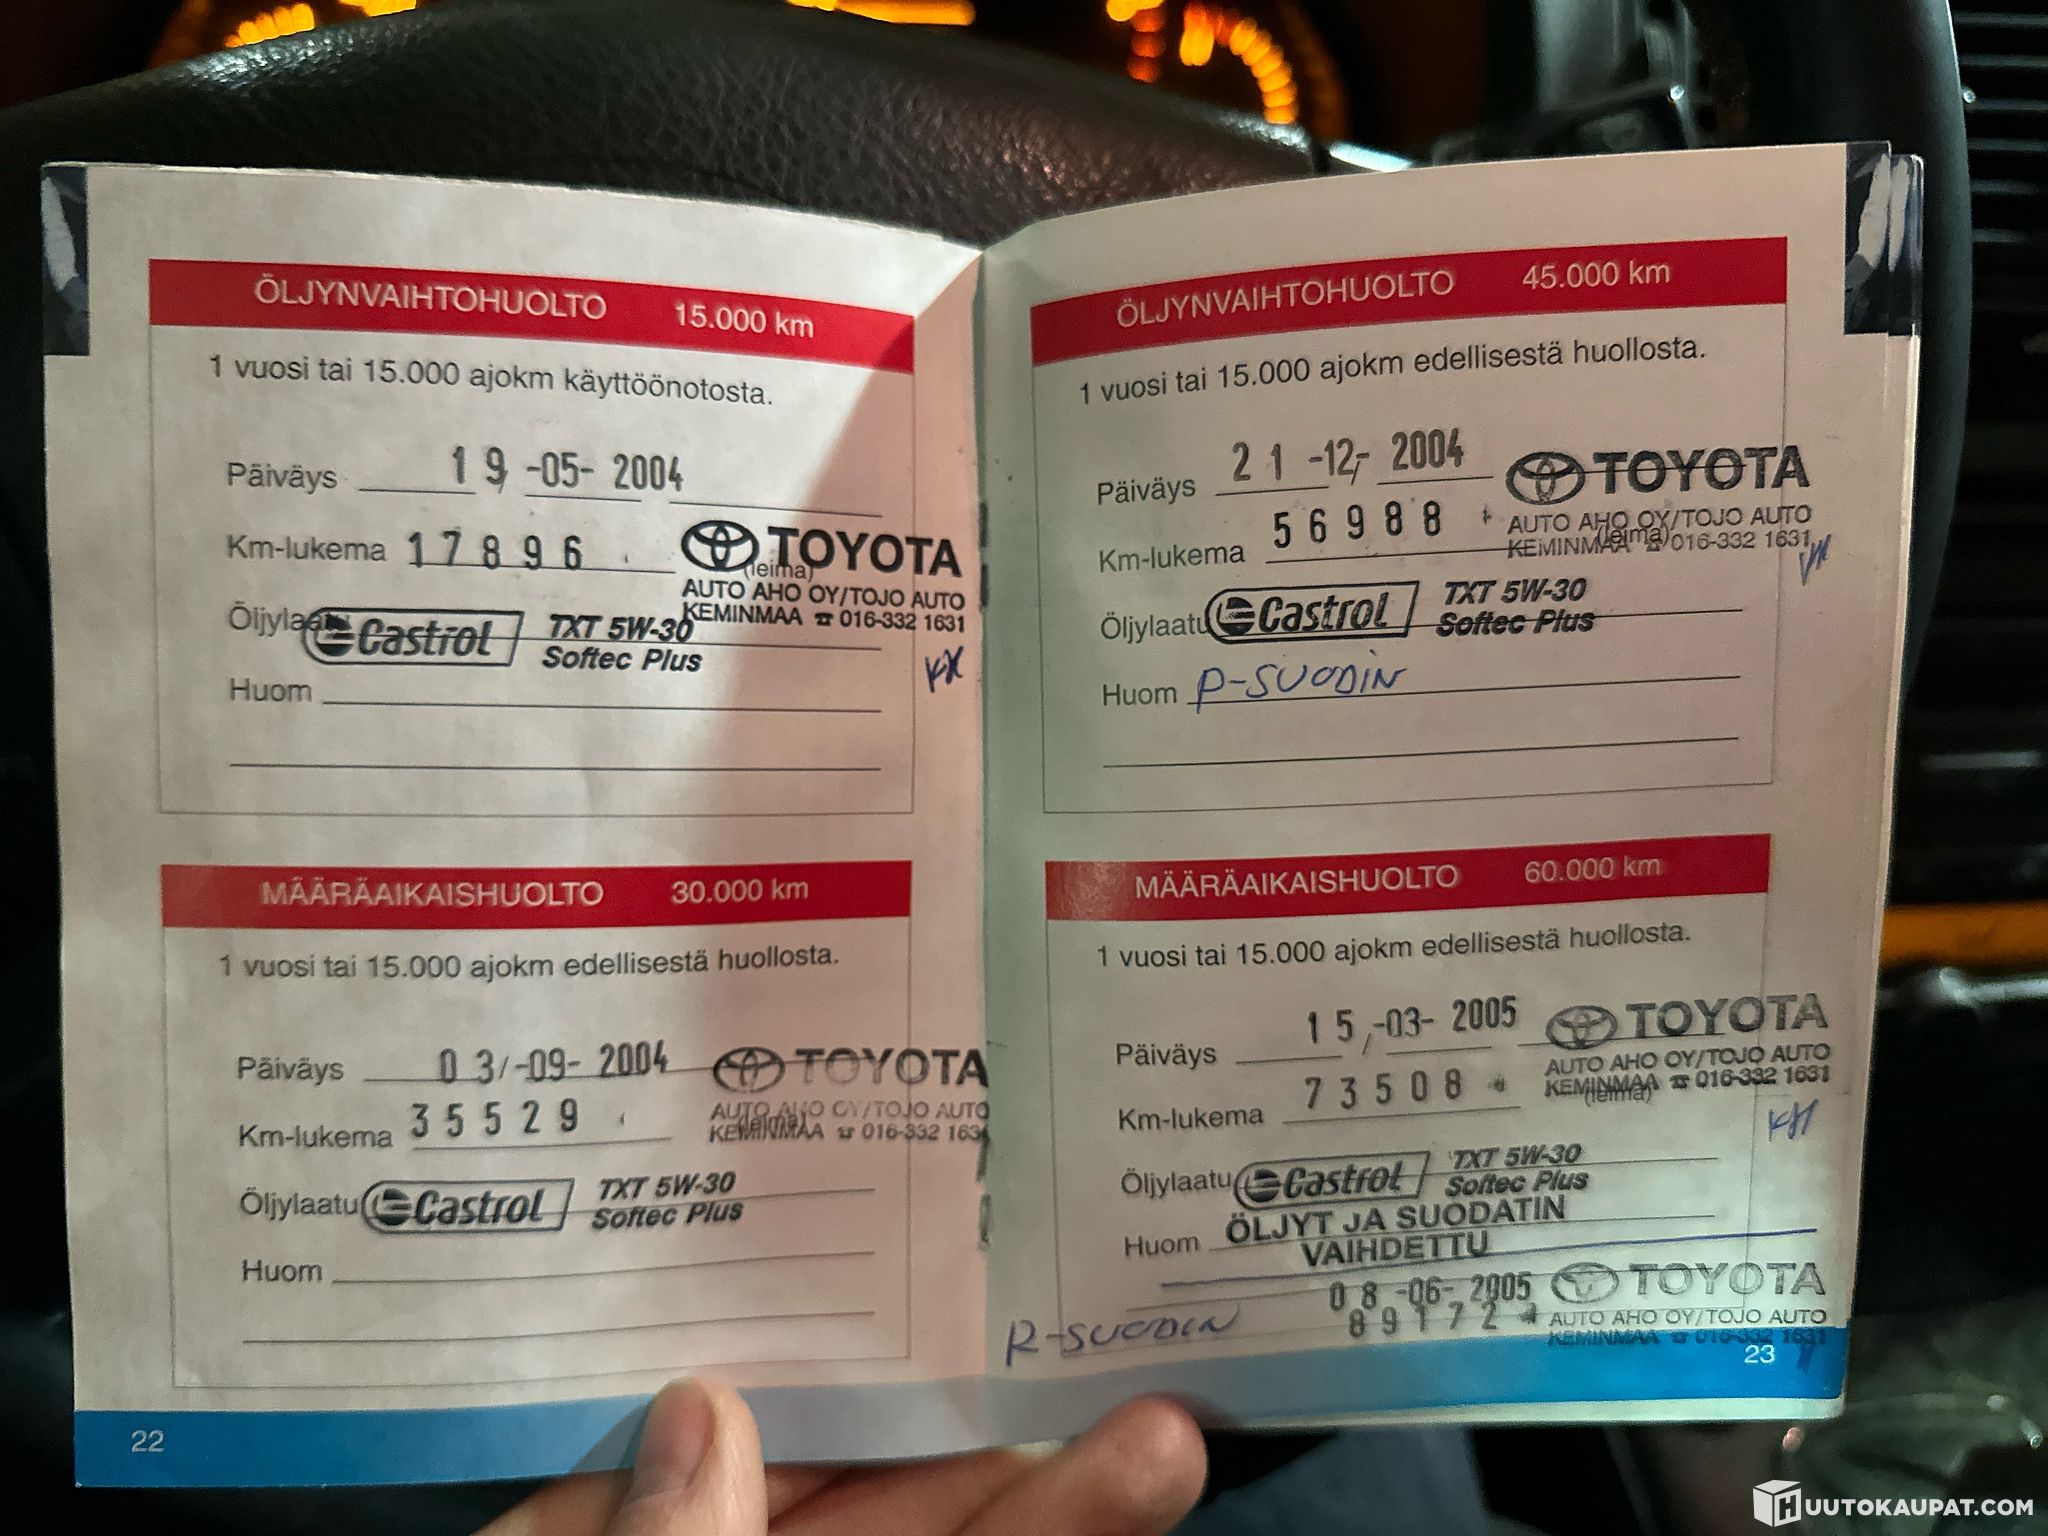 ÖLJYNVAIHTOHUOLTO 15.000 km
1 vuosi tai 15.000 ajokm käyttöönotosta.
Päiväys 19 -05- 2004
Km-lukema 17896
TOYOTA
(leima)
AUTO AHO OY/TOJO AUTO
KEMINMAA ☎ 016-332 1631
Öljylaatu Castrol TXT 5W-30
Softec Plus
Huom
MÄÄRÄAIKAISHUOLTO 30.000 km
1 vuosi tai 15.000 ajokm edellisestä huollosta.
Päiväys 03 -09- 2004
TOYOTA
Km-lukema 35529
AUTO AHO OY/TOJO AUTO
(leima)
KEMINMAA ☎ 016-332 163
Öljylaatu Castrol TXT 5W-30
Softec Plus
Huom
22
ÖLJYNVAIHTOHUOLTO 45.000 km
1 vuosi tai 15.000 ajokm edellisestä huollosta.
Päiväys 21 -12- 2004
TOYOTA
Km-lukema 56988
AUTO AHO OY/TOJO AUTO
(leima)
KEMINMAA ☎ 016-332 1631
Öljylaatu Castrol TXT 5W-30
Softec Plus
Huom P-SUODIN
MÄÄRÄAIKAISHUOLTO 60.000 km
1 vuosi tai 15.000 ajokm edellisestä huollosta.
Päiväys 15 -03- 2005
TOYOTA
Km-lukema 73508
AUTO AHO OY/TOJO AUTO
KEMINMAA ☎ 016-332 1631
(leima)
Öljylaatu Castrol TXT 5W-30
Softec Plus
Huom ÖLJYT JA SUODATIN
VAIHDETTU
08 -06- 2005
TOYOTA
R-SUODIN 89172
AUTO AHO OY/TOJO AUTO
KEMINMAA ☎ 016-332 1631
23
HUUTOKAUPAT.COM